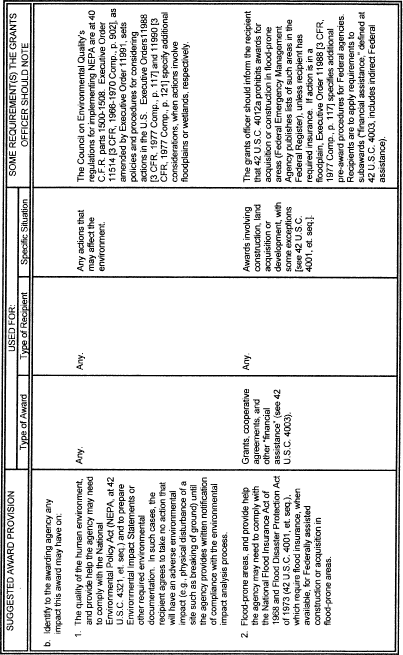 SUGGESTED AWARD PROVISION
USED FOR:
SOME REQUIREMENT(S) THE GRANTS
OFFICER SHOULD NOTE
Type of Award
Type of Recipient
Specific Situation
b. Identify to the awarding agency any
impact this award may have on:
1. The quality of the human environment,
and provide help the agency may need
to comply with the National
Environmental Policy Act (NEPA, at 42
U.S.C. 4321, et. seq.) and to prepare
Environmental Impact Statements or
other required environmental
documentation. In such cases, the
recipient agrees to take no action that
will have an adverse environmental
impact (e.g., physical disturbance of a
site such as breaking of ground) until
the agency provides written notification
of compliance with the environmental
impact analysis process.
Any.
Any.
Any actions that
may affect the
environment.
The Council on Environmental Quality's
regulations for implementing NEPA are at 40
C.F.R. parts 1500-1508. Executive Order
11514 [3 CFR, 1966-1970 Comp., p. 902], as
amended by Executive Order 11991, sets
policies and procedures for considering
actions in the U.S. Executive Orders11988
[3 CFR, 1977 Comp., p. 117] and 11990 [3
CFR, 1977 Comp., p. 121] specify additional
considerations, when actions involve
floodplains or wetlands, respectively.
2. Flood-prone areas, and provide help
the agency may need to comply with
the National Flood Insurance Act of
1968 and Flood Disaster Protection Act
of 1973 (42 U.S.C. 4001, et. seq.),
which require flood insurance, when
available, for Federally assisted
construction or acquisition in
flood-prone areas.
Grants, cooperative
agreements, and
other "financial
assistance" (see 42
U.S.C. 4003).
Any.
Awards involving
construction, land
acquisition or
development, with
some exceptions
[see 42 U.S.C.
4001, et. seq.].
The grants officer should inform the recipient
that 42 U.S.C. 4012a prohibits awards for
acquisition or construction in flood-prone
areas (Federal Emergency Management
Agency publishes lists of such areas in the
Federal Register), unless recipient has
required insurance. If action is in a
floodplain, Executive Order 11988 [3 CFR,
1977 Comp., p. 117] specifies additional
pre-award procedures for Federal agencies.
Recipients are to apply requirements to
subawards ("financial assistance," defined at
42 U.S.C. 4003, includes indirect Federal
assistance).